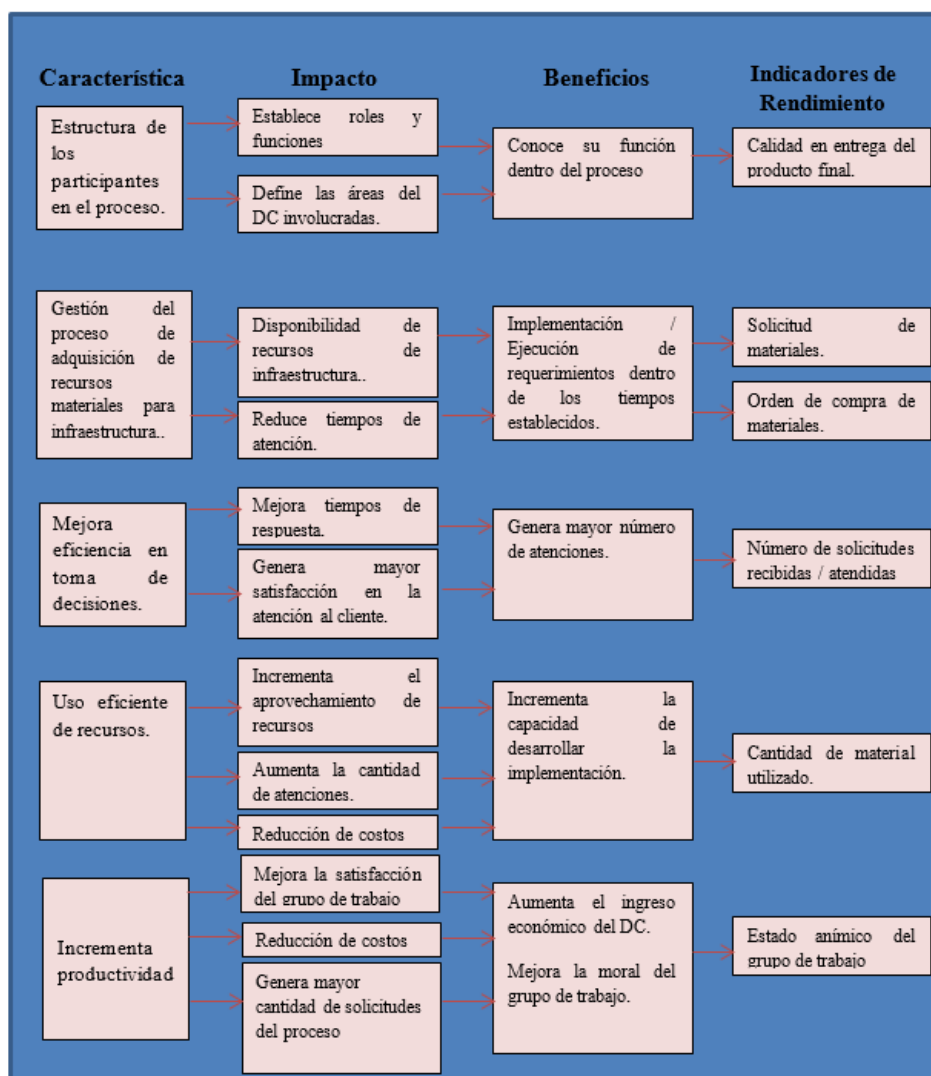 Característica
Impacto
Beneficios
Indicadores de
Rendimiento
Estructura de
los
participantes
en el proceso.
Establece roles y
funciones
Define las áreas del
DC involucradas.
Conoce su función
dentro del proceso
Calidad en entrega del
producto final.
Gestión del
proceso de
adquisición de
recursos
materiales para
infraestructura..
Disponibilidad de
recursos de
infraestructura..
Reduce tiempos de
atención.
Implementación /
Ejecución de
requerimientos dentro
de los tiempos
establecidos.
Solicitud de
materiales.
Orden de compra de
materiales.
Mejora
eficiencia en
toma de
decisiones.
Mejora tiempos de
respuesta.
Genera mayor
satisfacción en la
atención al cliente.
Genera mayor número
de atenciones.
Número de solicitudes
recibidas / atendidas
Uso eficiente
de recursos.
Incrementa el
aprovechamiento de
recursos
Aumenta la cantidad
de atenciones.
Reducción de costos
Incrementa la
capacidad de
desarrollar la
implementación.
Cantidad de material
utilizado.
Incrementa
productividad
Mejora la satisfacción
del grupo de trabajo
Reducción de costos
Genera mayor
cantidad de solicitudes
del proceso
Aumenta el ingreso
económico del DC.
Mejora la moral del
grupo de trabajo.
Estado anímico del
grupo de trabajo